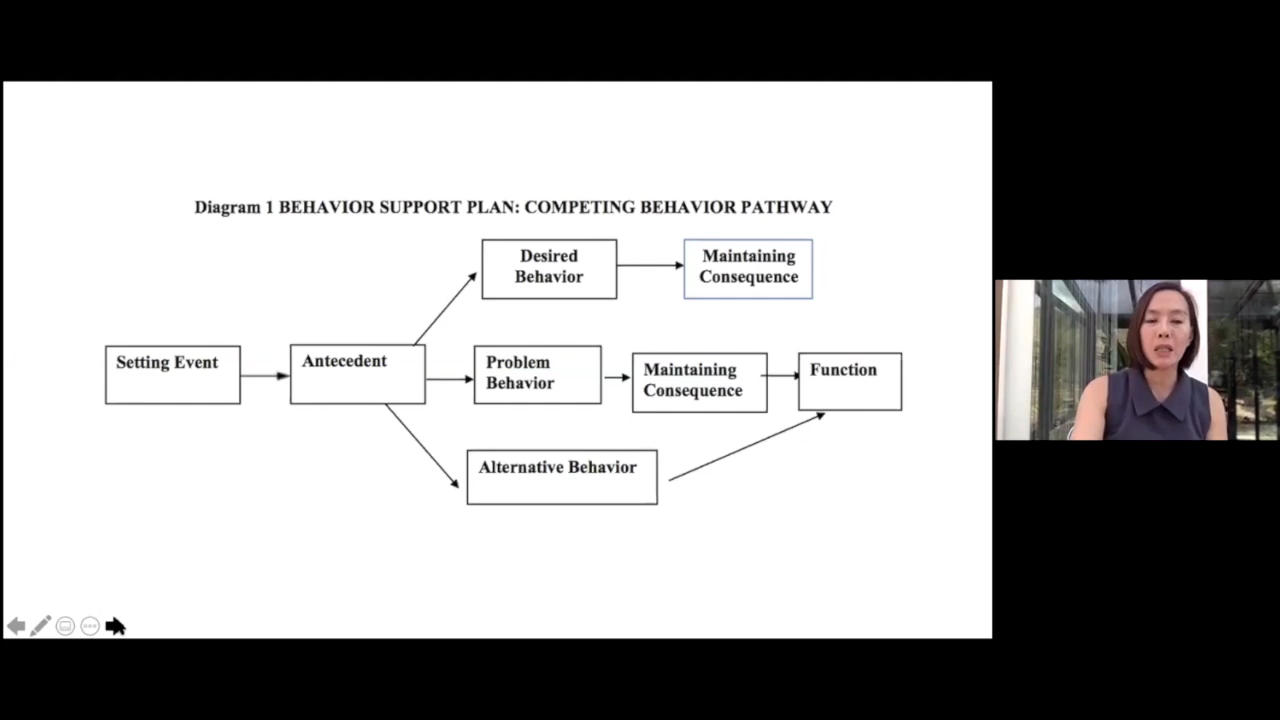 Diagram 1 BEHAVIOR SUPPORT PLAN: COMPETING BEHAVIOR PATHWAY
Desired
Behavior
Maintaining
Consequence
Setting Event
Antecedent
Problem
Behavior
Maintaining
Consequence
Function
Alternative Behavior